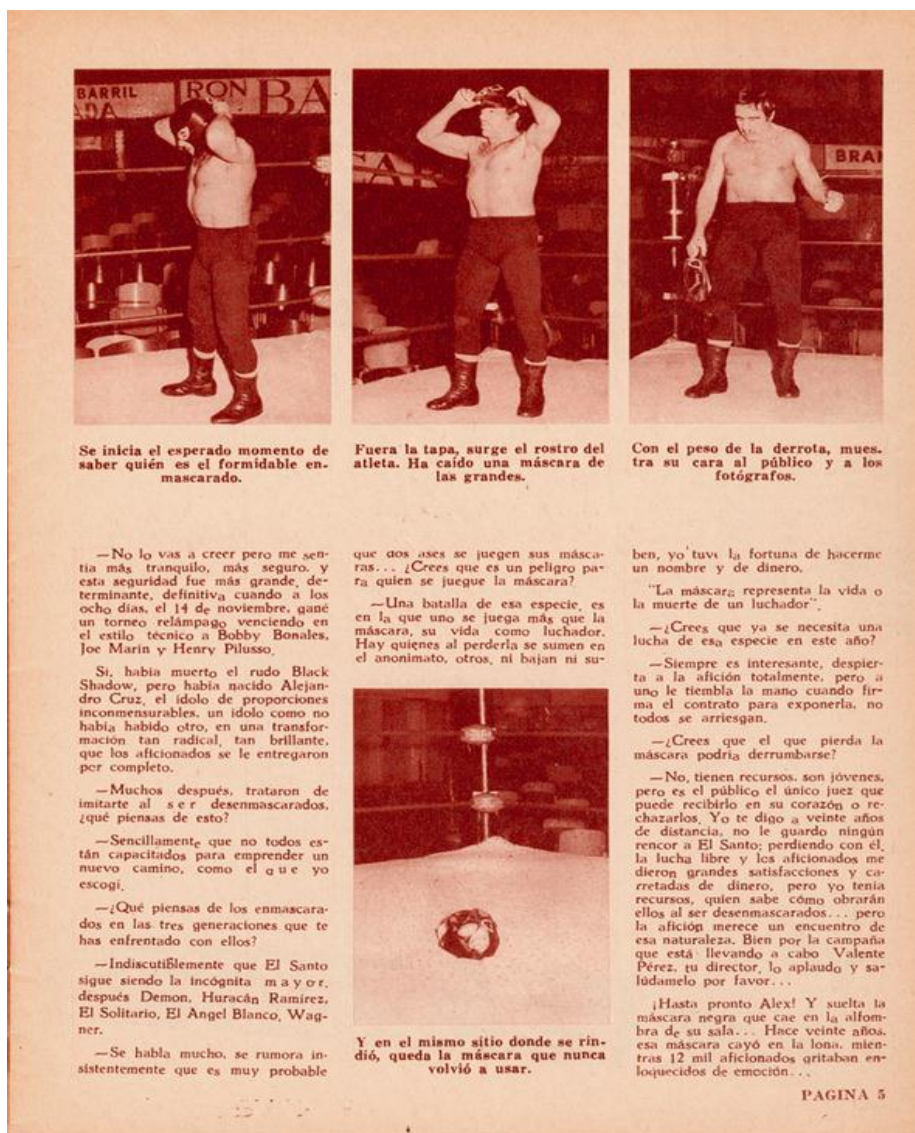 BARRIL
ADA
RON BA
BRA
Se inicia el esperado momento de
saber quién es el formidable en-
mascarado.
Fuera la tapa, surge el rostro del
atleta. Ha caído una máscara de
las grandes.
Con el peso de la derrota, mues.
tra su cara al público y a los
fotógrafos.
—No lo vas a creer pero me sen-
tía más tranquilo, más seguro, y
esta seguridad fue más grande, de-
terminante, definitiva cuando a los
ocho días, el 14 de noviembre, gané
un torneo relámpago venciendo en
el estilo técnico a Bobby Bonales,
Joe Marín y Henry Pilusso.
Sí, había muerto el rudo Black
Shadow, pero había nacido Alejan-
dro Cruz, el ídolo de proporciones
inconmensurables, un ídolo como no
había habido otro, en una transfor-
mación tan radical, tan brillante,
que los aficionados se le entregaron
por completo.
—Muchos después, trataron de
imitarte al ser desenmascarados,
¿qué piensas de esto?
—Sencillamente que no todos es-
tán capacitados para emprender un
nuevo camino, como el que yo
escogí.
—¿Qué piensas de los enmascara-
dos en las tres generaciones que te
has enfrentado con ellos?
—Indiscutiblemente que El Santo
sigue siendo la incógnita mayor,
después Demon, Huracán Ramírez,
El Solitario, El Angel Blanco, Wag-
ner.
—Se habla mucho, se rumora in-
sistentemente que es muy probable
que dos ases se juegen sus másca-
ras... ¿Crees que es un peligro pa-
ra quien se juegue la máscara?
—Una batalla de esa especie, es
en la que uno se juega más que la
máscara, su vida como luchador.
Hay quienes al perderla se sumen en
el anonimato, otros, ni bajan ni su-
Y en el mismo sitio donde se rin-
dió, queda la máscara que nunca
volvió a usar.
ben, yo tuve la fortuna de hacerme
un nombre y de dinero.
"La máscara representa la vida o
la muerte de un luchador".
—¿Crees que ya se necesita una
lucha de esa especie en este año?
—Siempre es interesante, despier-
ta a la afición totalmente, pero a
uno le tiembla la mano cuando fir-
ma el contrato para exponerla, no
todos se arriesgan.
—¿Crees que el que pierda la
máscara podría derrumbarse?
—No, tienen recursos, son jóvenes,
pero es el público el único juez que
puede recibirlo en su corazón o re-
chazarlos. Yo te digo a veinte años
de distancia, no le guardo ningún
rencor a El Santo; perdiendo con él,
la lucha libre y los aficionados me
dieron grandes satisfacciones y ca-
rretadas de dinero, pero yo tenía
recursos, quien sabe cómo obrarán
ellos al ser desenmascarados... pero
la afición merece un encuentro de
esa naturaleza. Bien por la campaña
que está llevando a cabo Valente
Pérez, tu director, lo aplaudo y sa-
lúdamelo por favor...
¡Hasta pronto Alex! Y suelta la
máscara negra que cae en la alfom-
bra de su sala... Hace veinte años,
esa máscara cayó en la lona, mien-
tras 12 mil aficionados gritaban en-
loquecidos de emoción...
PAGINA 5